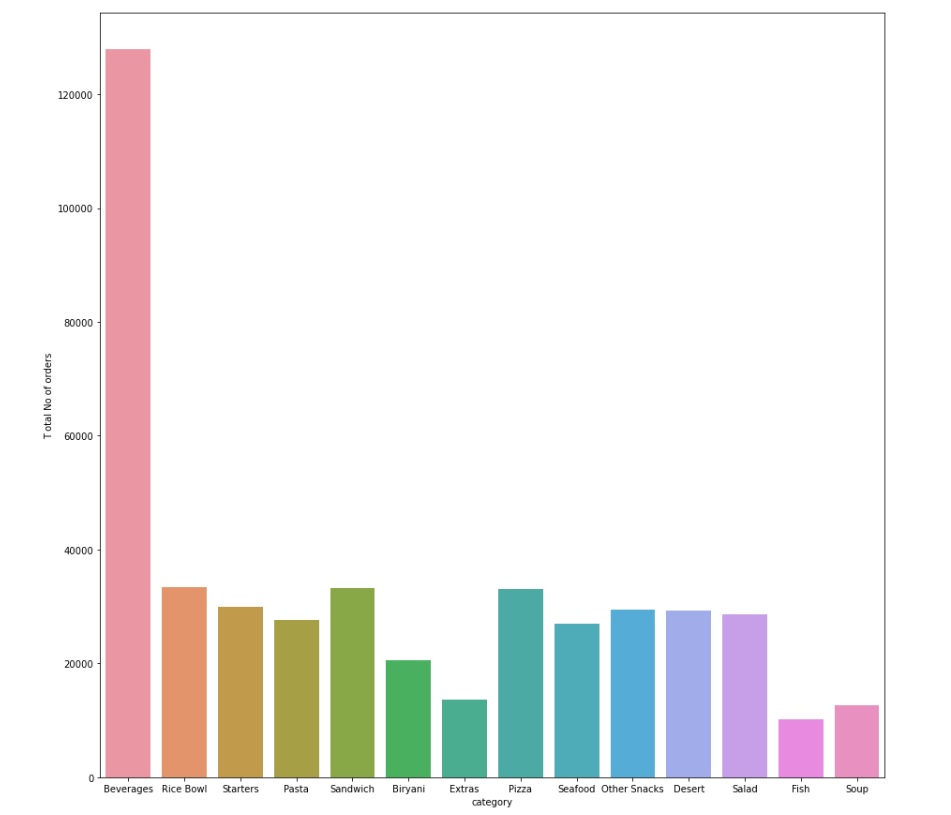 120000
100000
80000
60000
40000
20000
0
T otal No of orders
Beverages Rice Bowl Starters Pasta Sandwich Biryani Extras Pizza Seafood Other Snacks Desert Salad Fish Soup
category